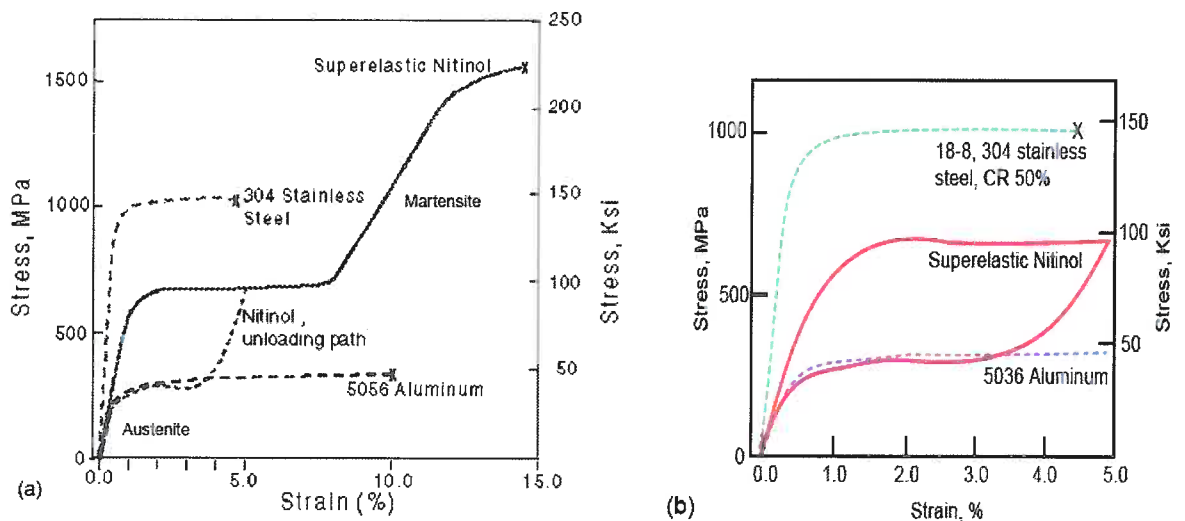 250
Superelastic Nitinol
x
1500
200
Stress, MPa
1000
304 Stainless
Steel
Martensite
150
Stress, Ksi
100
Nitinol,
unloading path
500
50
5056 Aluminum
Austenite
0
0
0.0
5.0
10.0
15.0
Strain (%)
(a)
1000
X
150
18-8, 304 stainless
steel, CR 50%
Stress, MPa
100
Stress, Ksi
Superelastic Nitinol
500
50
5036 Aluminum
0
0
0.0
1.0
2.0
3.0
4.0
5.0
Strain, %
(b)